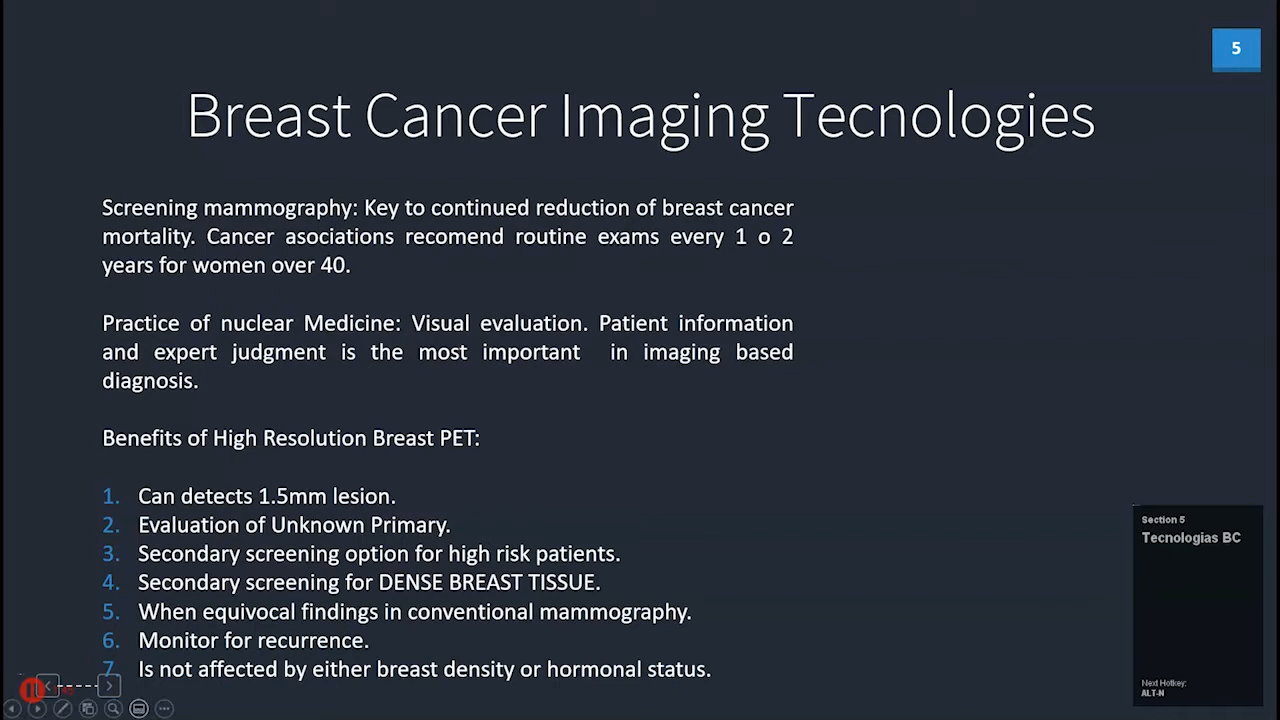 5
Breast Cancer Imaging Tecnologies
Screening mammography: Key to continued reduction of breast cancer
mortality. Cancer asociations recomend routine exams every 1 o 2
years for women over 40.
Practice of nuclear Medicine: Visual evaluation. Patient information
and expert judgment is the most important in imaging based
diagnosis.
Benefits of High Resolution Breast PET:
1. Can detects 1.5mm lesion.
2. Evaluation of Unknown Primary.
3. Secondary screening option for high risk patients.
4. Secondary screening for DENSE BREAST TISSUE.
5. When equivocal findings in conventional mammography.
6. Monitor for recurrence.
7. Is not affected by either breast density or hormonal status.
Section 5
Tecnologias BC
Next Hotkey:
ALT-N